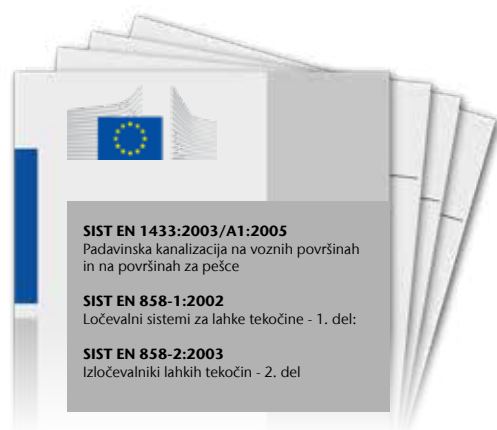 SIST EN 1433:2003/A1:2005
Padavinska kanalizacija na voznih površinah
in na površinah za pešce
SIST EN 858-1:2002
Ločevalni sistemi za lahke tekočine - 1. del:
SIST EN 858-2:2003
Izločevalniki lahkih tekočin - 2. del